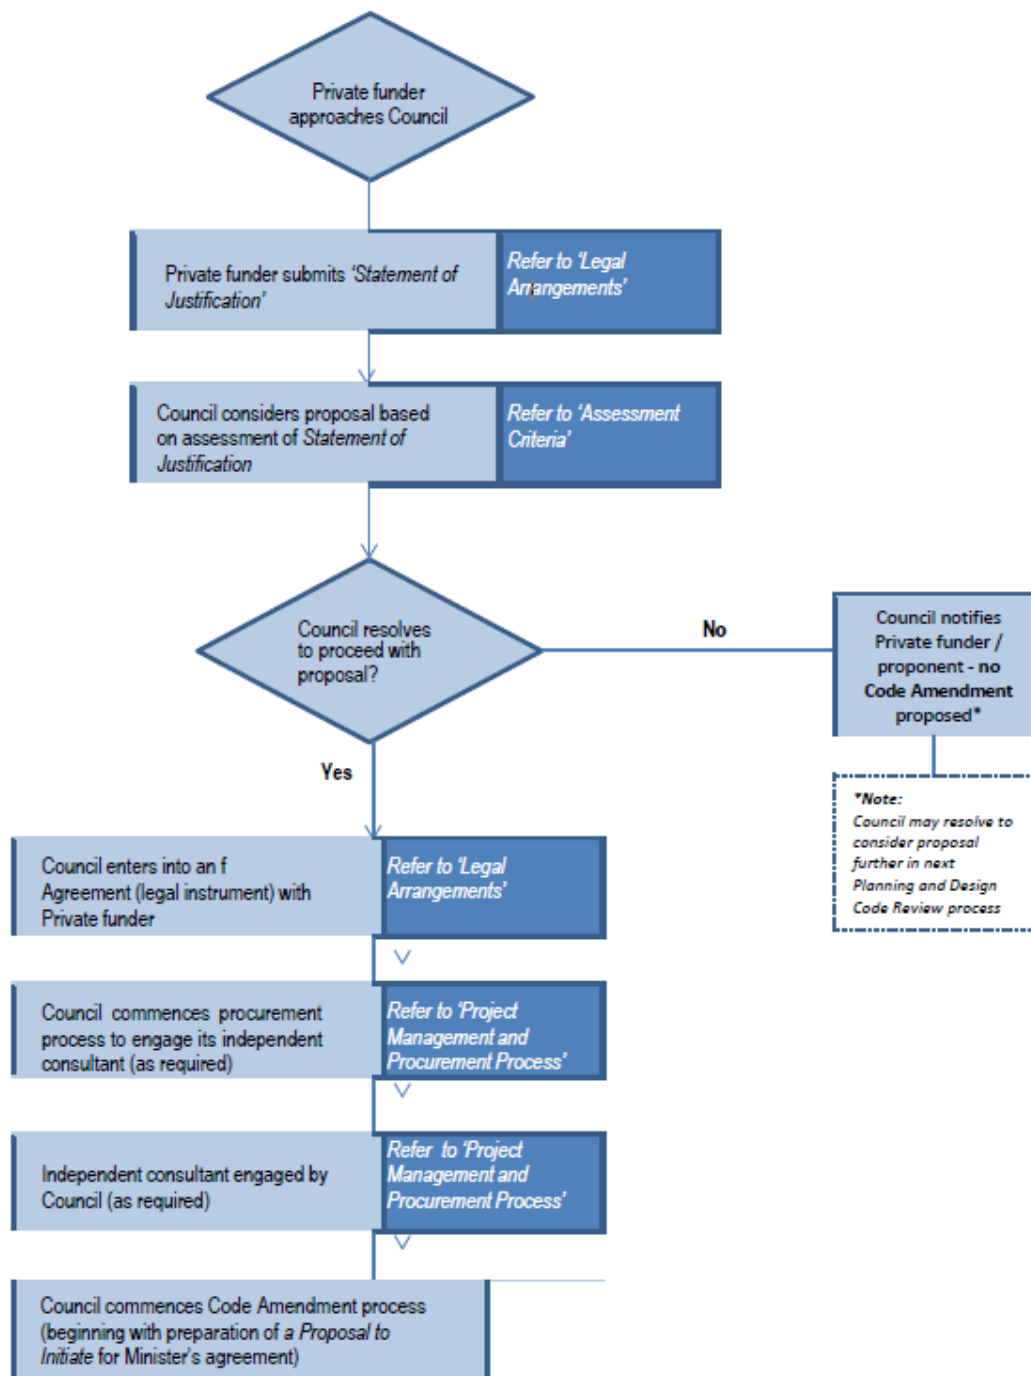 Private funder
approaches Council
Private funder submits ‘Statement of
Justification’
Refer to ‘Legal
Arrangements’
Council considers proposal based
on assessment of Statement of
Justification
Refer to ‘Assessment
Criteria’
Council resolves
to proceed with
proposal?
No
Council notifies
Private funder /
proponent - no
Code Amendment
proposed*
Yes
*Note:
Council may resolve to
consider proposal
further in next
Planning and Design
Code Review process
Council enters into an f
Agreement (legal instrument) with
Private funder
Refer to ‘Legal
Arrangements’
Council commences procurement
process to engage its independent
consultant (as required)
Refer to ‘Project
Management and
Procurement Process’
Independent consultant engaged by
Council (as required)
Refer to ‘Project
Management and
Procurement Process’
Council commences Code Amendment process
(beginning with preparation of a Proposal to
Initiate for Minister’s agreement)